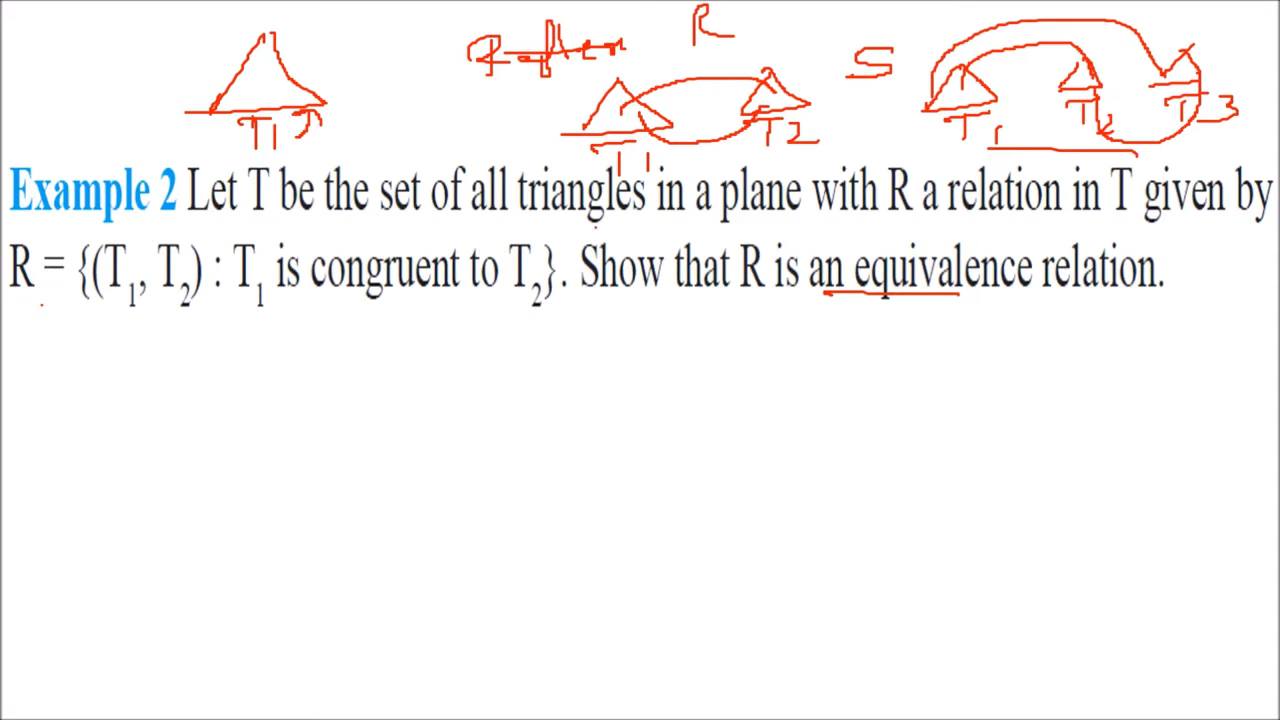 R
S
T1
T1
T2
T1
T2
T3
Example 2 Let T be the set of all triangles in a plane with R a relation in T given by
R = {(T₁, T₂) : T₁ is congruent to T₂}. Show that R is an equivalence relation.